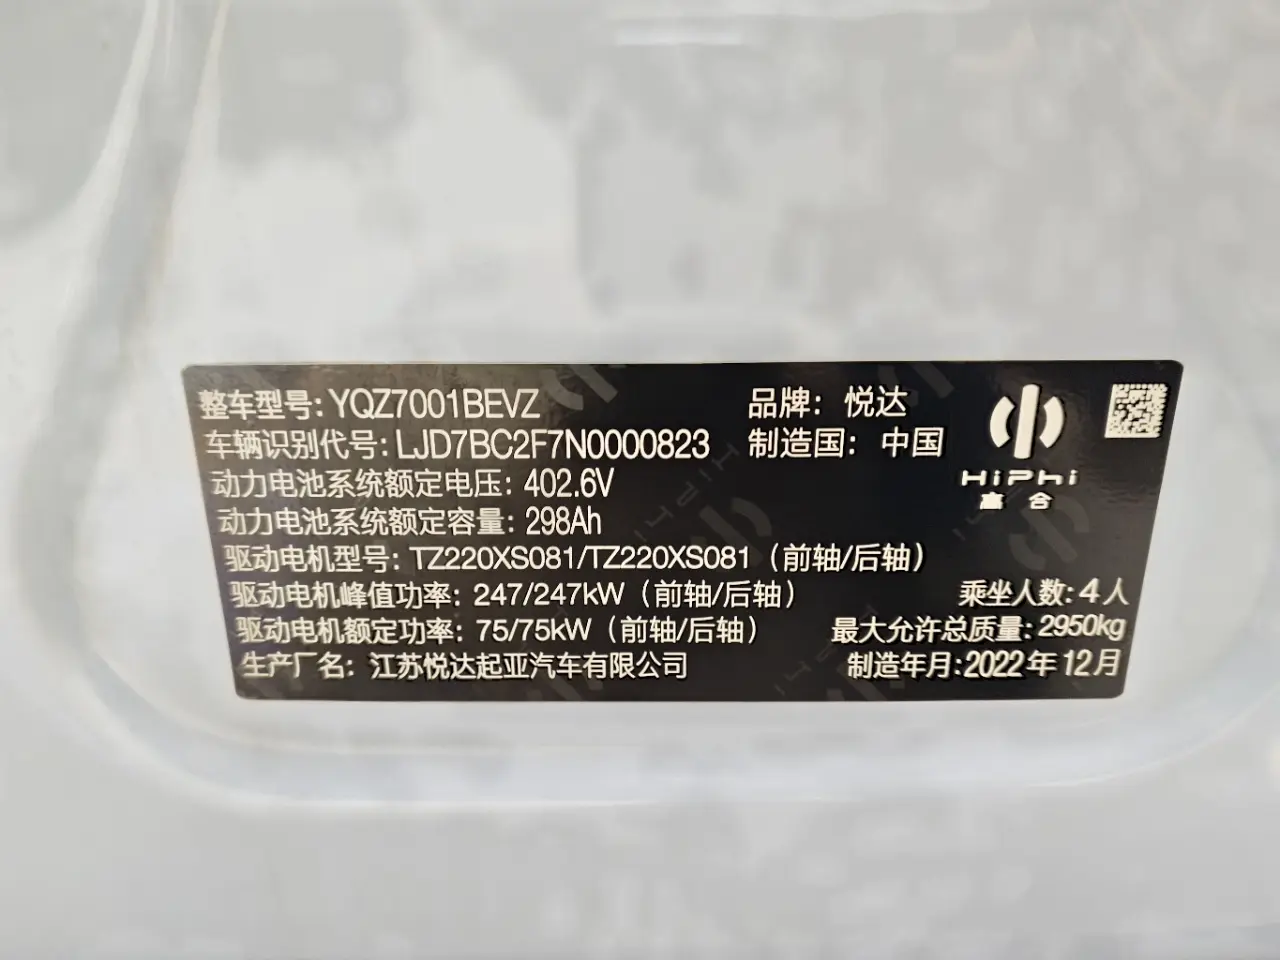 整车型号: YQZ7001BEVZ 品牌: 悦达
车辆识别代号: LJD7BC2F7N0000823 制造国: 中国
HiPhi
高合
动力电池系统额定电压: 402.6V
动力电池系统额定容量: 298Ah
驱动电机型号: TZ220XS081/TZ220XS081（前轴/后轴）
驱动电机峰值功率: 247/247kW（前轴/后轴） 乘坐人数: 4人
驱动电机额定功率: 75/75kW（前轴/后轴） 最大允许总质量: 2950kg
生产厂名: 江苏悦达起亚汽车有限公司 制造年月: 2022年12月